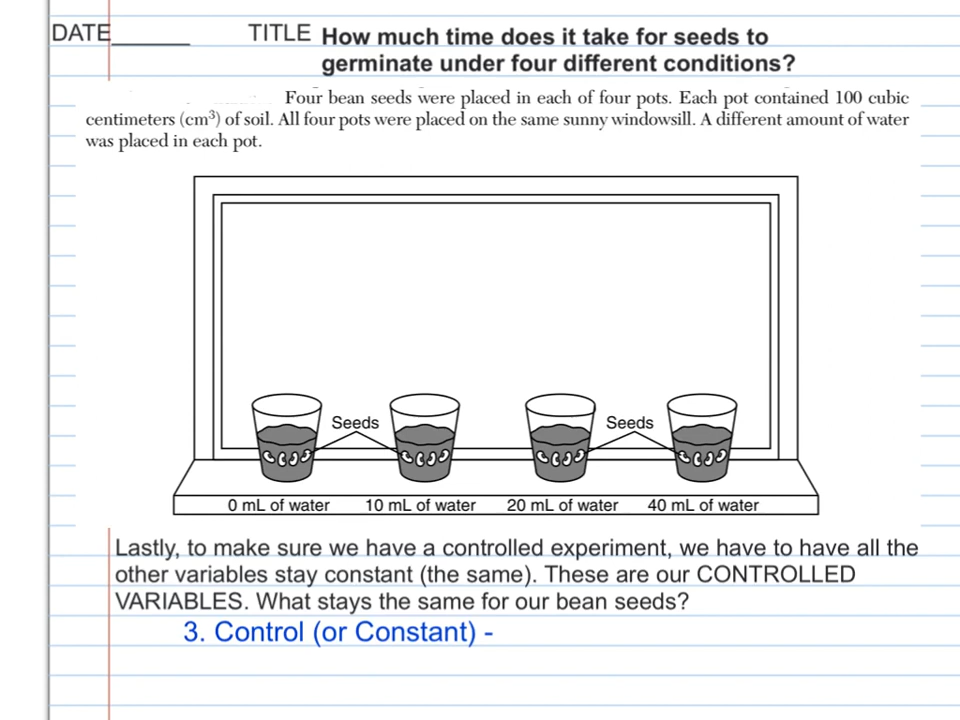 DATE______ TITLE How much time does it take for seeds to
germinate under four different conditions?
Four bean seeds were placed in each of four pots. Each pot contained 100 cubic
centimeters (cm³) of soil. All four pots were placed on the same sunny windowsill. A different amount of water
was placed in each pot.
Seeds Seeds
0 mL of water 10 mL of water 20 mL of water 40 mL of water
Lastly, to make sure we have a controlled experiment, we have to have all the
other variables stay constant (the same). These are our CONTROLLED
VARIABLES. What stays the same for our bean seeds?
3. Control (or Constant) -